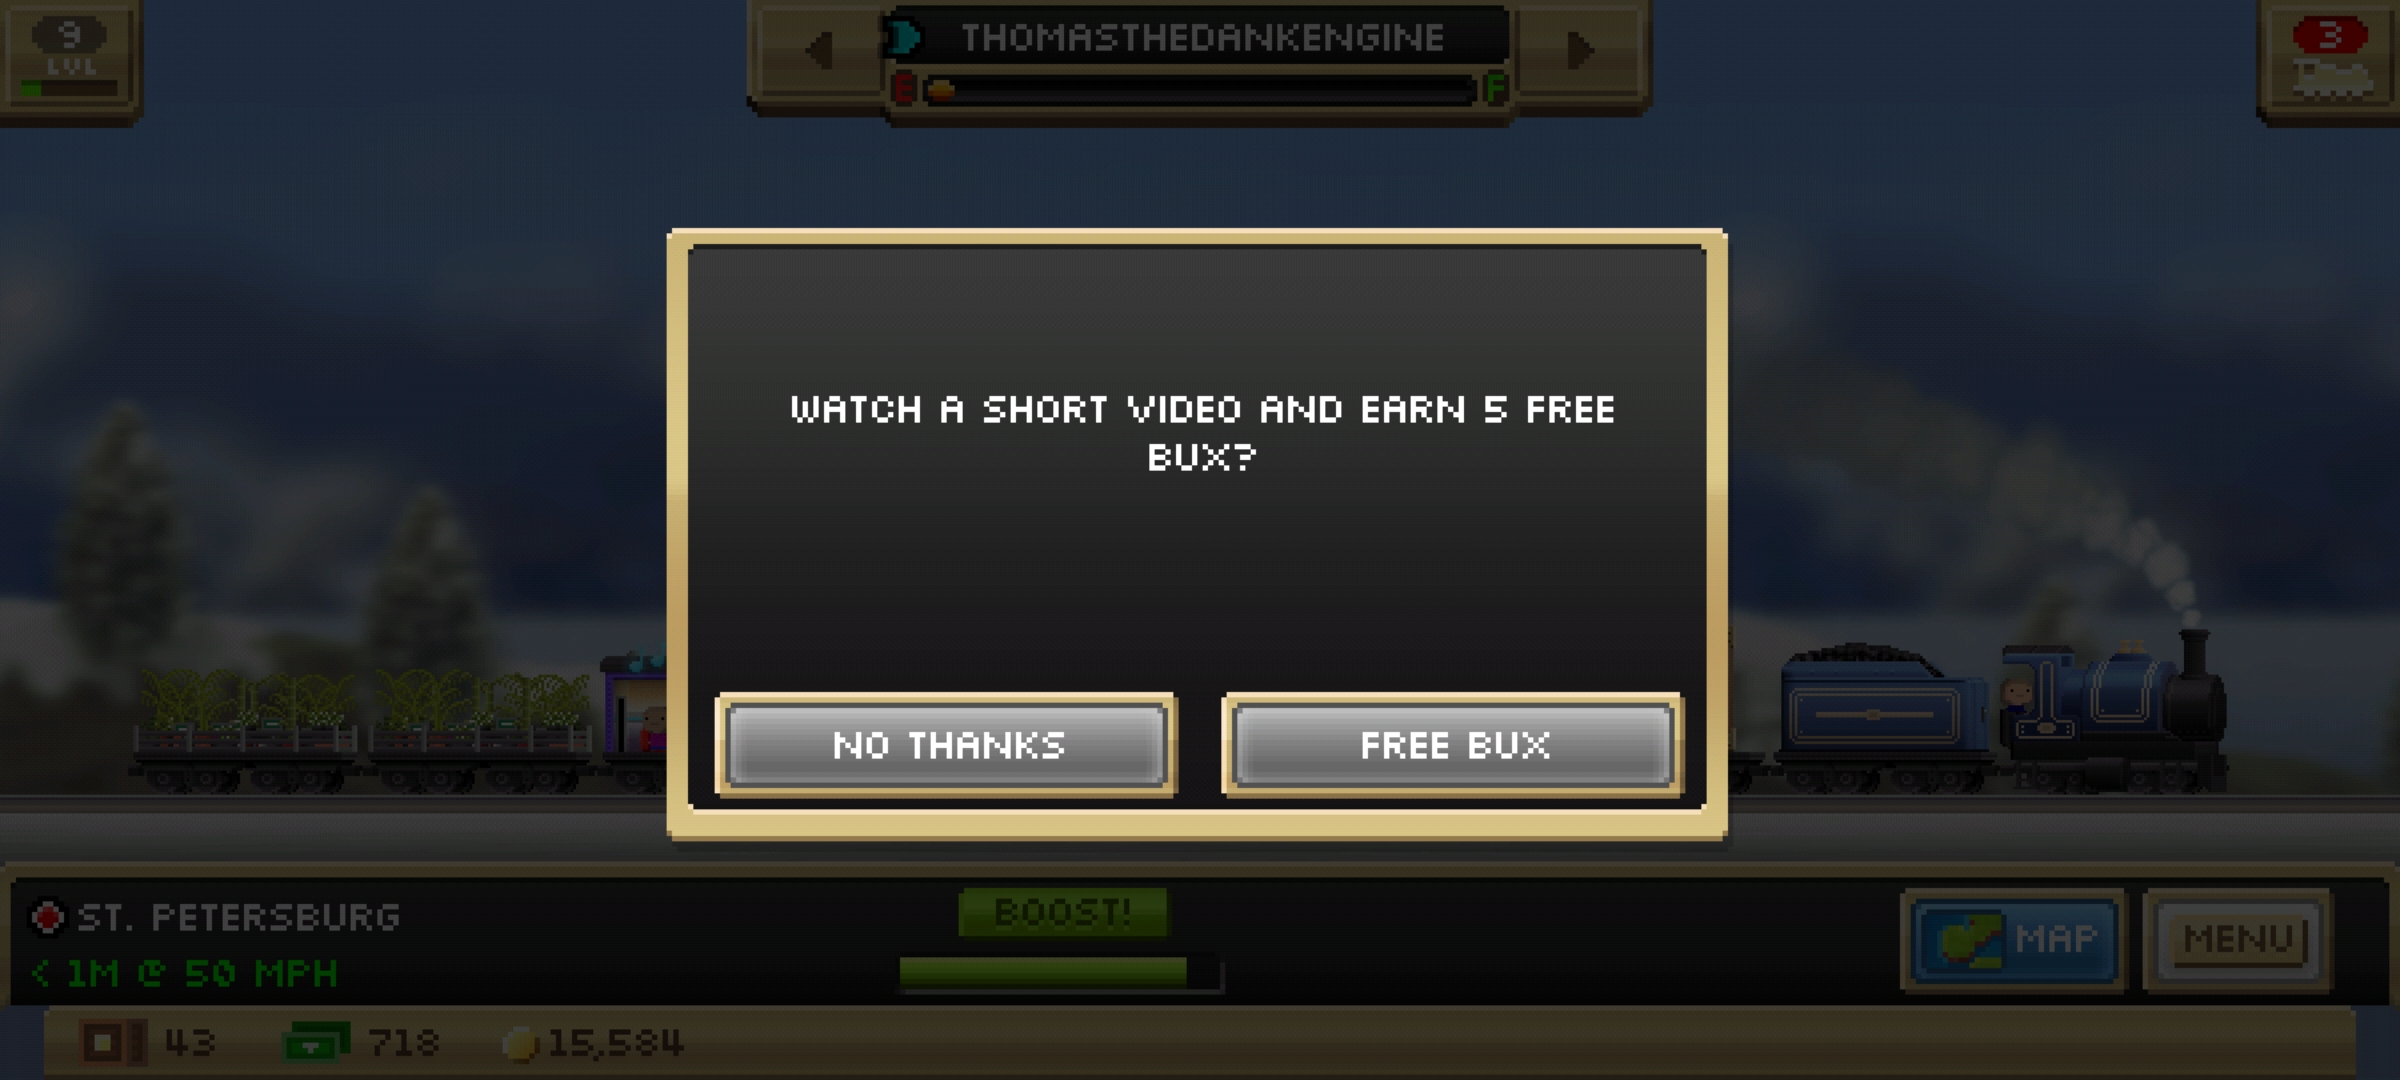 9
LVL
THOMASTHEDANKENGINE
E F
3
WATCH A SHORT VIDEO AND EARN 5 FREE
BUX?
NO THANKS
FREE BUX
ST. PETERSBURG
< 1M @ 50 MPH
BOOST!
MAP
MENU
43
718
15,584